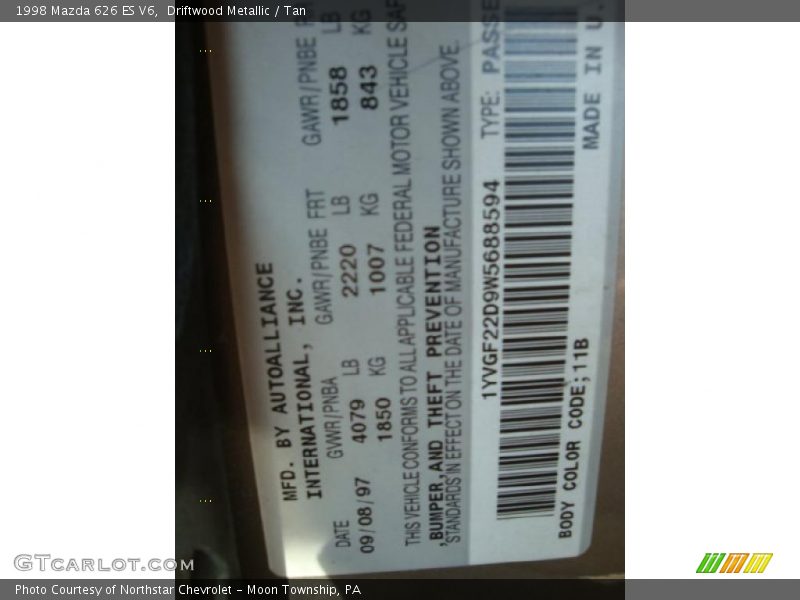 1998 Mazda 626 ES V6,  Driftwood Metallic / Tan
MFD. BY AUTOALLIANCE
INTERNATIONAL, INC.
DATE GVWR/PNBA GAWR/PNBE FRT GAWR/PNBE
09/08/97 4079 LB 2220 LB 1858 LB
1850 KG 1007 KG 843 KG
THIS VEHICLE CONFORMS TO ALL APPLICABLE FEDERAL MOTOR VEHICLE
BUMPER, AND THEFT PREVENTION
STANDARDS IN EFFECT ON THE DATE OF MANUFACTURE SHOWN ABOVE.
1YVGF22D9W5688594 TYPE:
BODY COLOR CODE;11B MADE IN
GTCarLot.com
Photo Courtesy of Northstar Chevrolet - Moon Township, PA